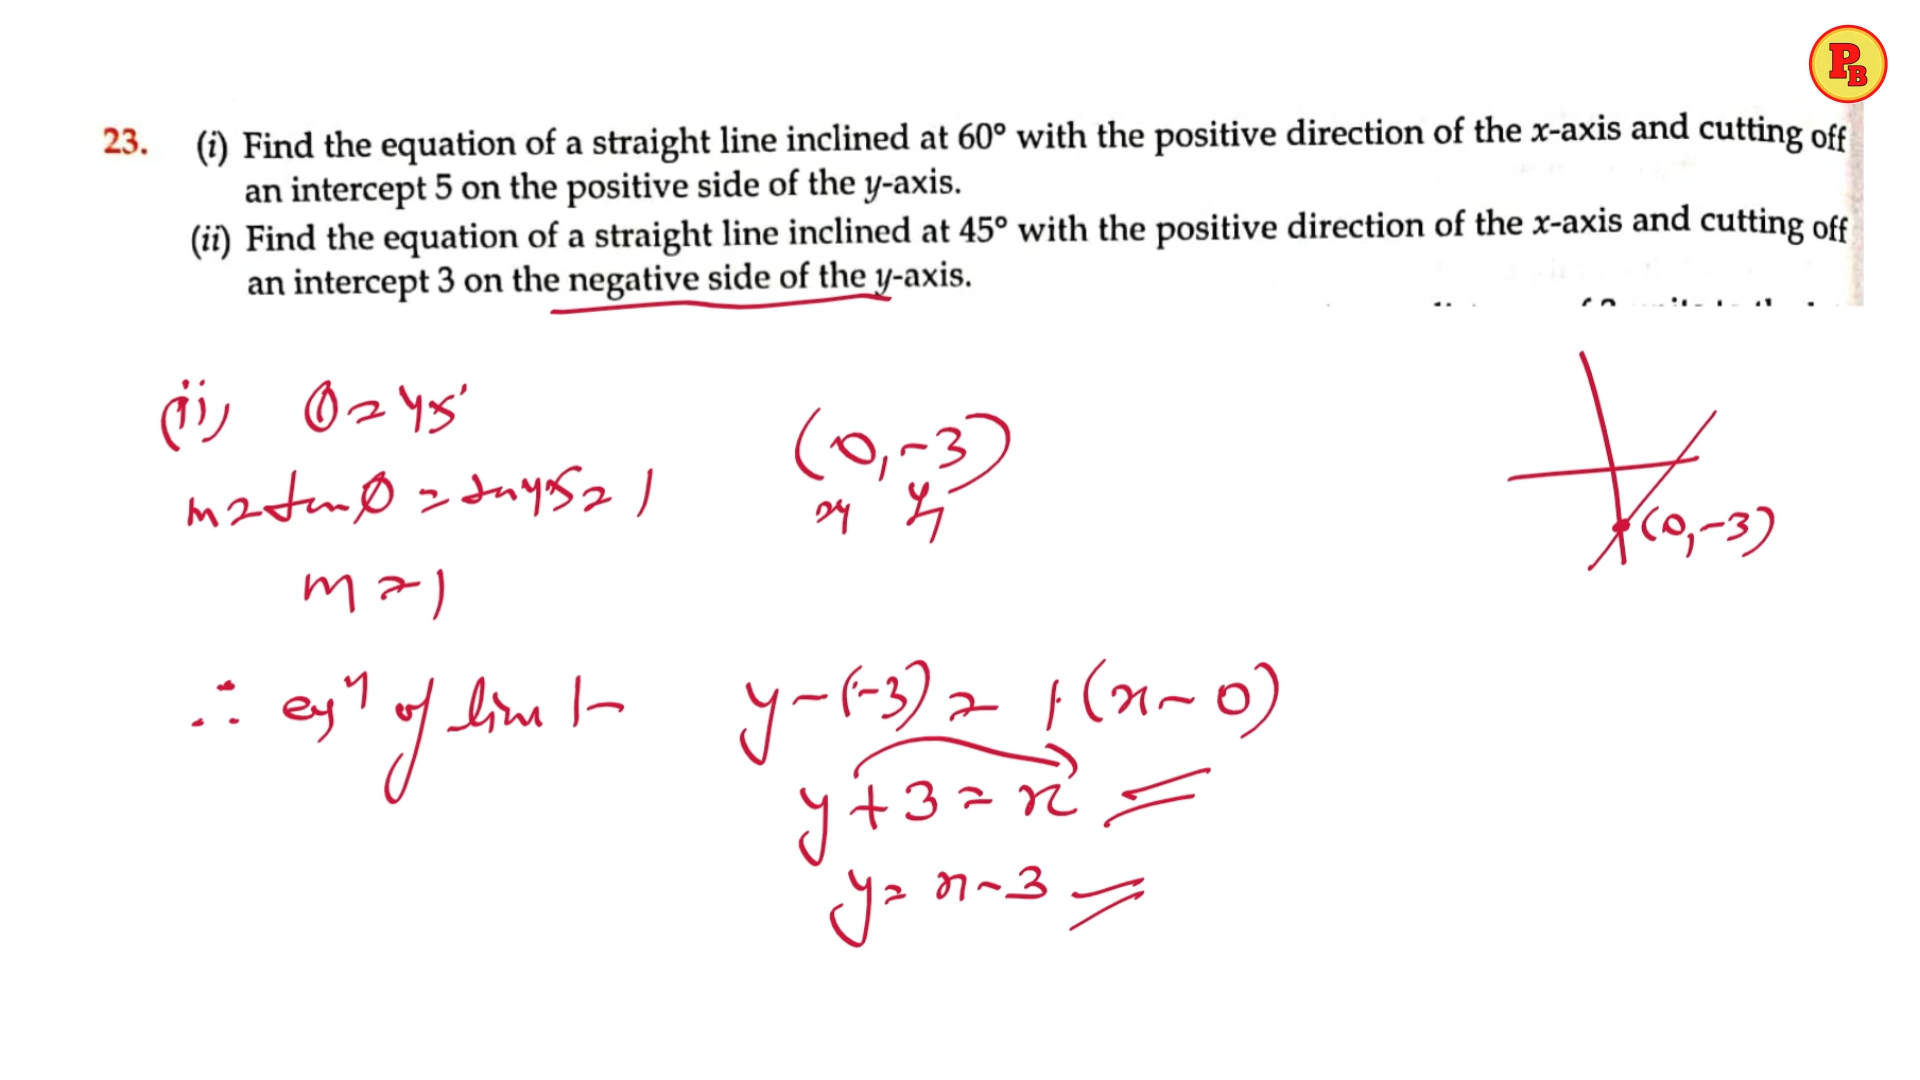 PB
23. (i) Find the equation of a straight line inclined at 60° with the positive direction of the x-axis and cutting off
an intercept 5 on the positive side of the y-axis.
(ii) Find the equation of a straight line inclined at 45° with the positive direction of the x-axis and cutting off
an intercept 3 on the negative side of the y-axis.
(ii) θ = 45°
m = tan θ = tan 45 = 1
m = 1
(0, -3)
x₁ y₁
(0, -3)
∴ eqⁿ of line :- y - (-3) = 1 (x - 0)
y + 3 = x
y = x - 3